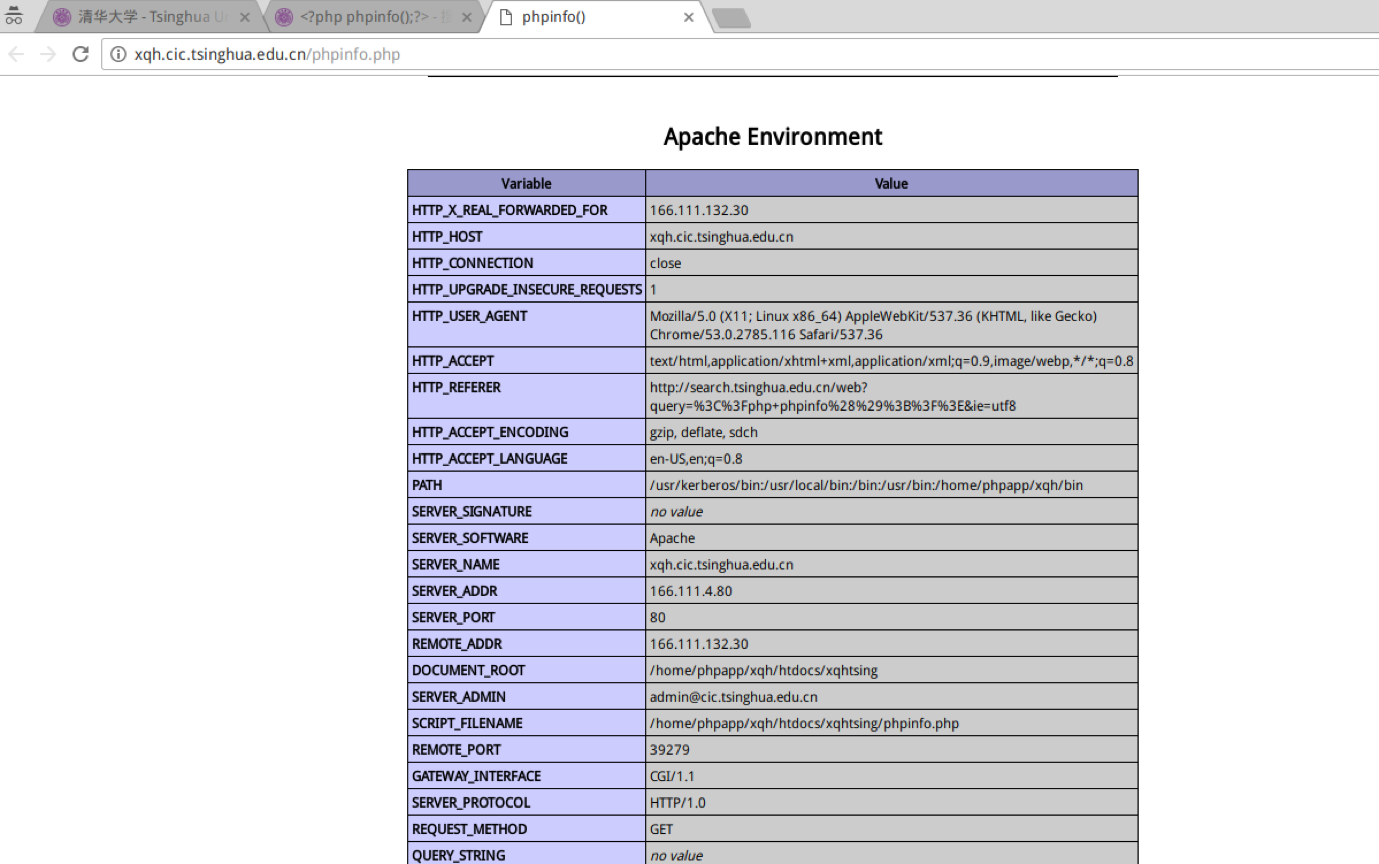 清华大学 - Tsinghua Un
<?php phpinfo();?> - 搜
phpinfo()
xqh.cic.tsinghua.edu.cn/phpinfo.php
Apache Environment
Variable Value
HTTP_X_REAL_FORWARDED_FOR 166.111.132.30
HTTP_HOST xqh.cic.tsinghua.edu.cn
HTTP_CONNECTION close
HTTP_UPGRADE_INSECURE_REQUESTS 1
HTTP_USER_AGENT Mozilla/5.0 (X11; Linux x86_64) AppleWebKit/537.36 (KHTML, like Gecko)
Chrome/53.0.2785.116 Safari/537.36
HTTP_ACCEPT text/html,application/xhtml+xml,application/xml;q=0.9,image/webp,*/*;q=0.8
HTTP_REFERER http://search.tsinghua.edu.cn/web?
query=%3C%3Fphp+phpinfo%28%29%3B%3F%3E&ie=utf8
HTTP_ACCEPT_ENCODING gzip, deflate, sdch
HTTP_ACCEPT_LANGUAGE en-US,en;q=0.8
PATH /usr/kerberos/bin:/usr/local/bin:/bin:/usr/bin:/home/phpapp/xqh/bin
SERVER_SIGNATURE no value
SERVER_SOFTWARE Apache
SERVER_NAME xqh.cic.tsinghua.edu.cn
SERVER_ADDR 166.111.4.80
SERVER_PORT 80
REMOTE_ADDR 166.111.132.30
DOCUMENT_ROOT /home/phpapp/xqh/htdocs/xqhtsing
SERVER_ADMIN admin@cic.tsinghua.edu.cn
SCRIPT_FILENAME /home/phpapp/xqh/htdocs/xqhtsing/phpinfo.php
REMOTE_PORT 39279
GATEWAY_INTERFACE CGI/1.1
SERVER_PROTOCOL HTTP/1.0
REQUEST_METHOD GET
QUERY_STRING no value